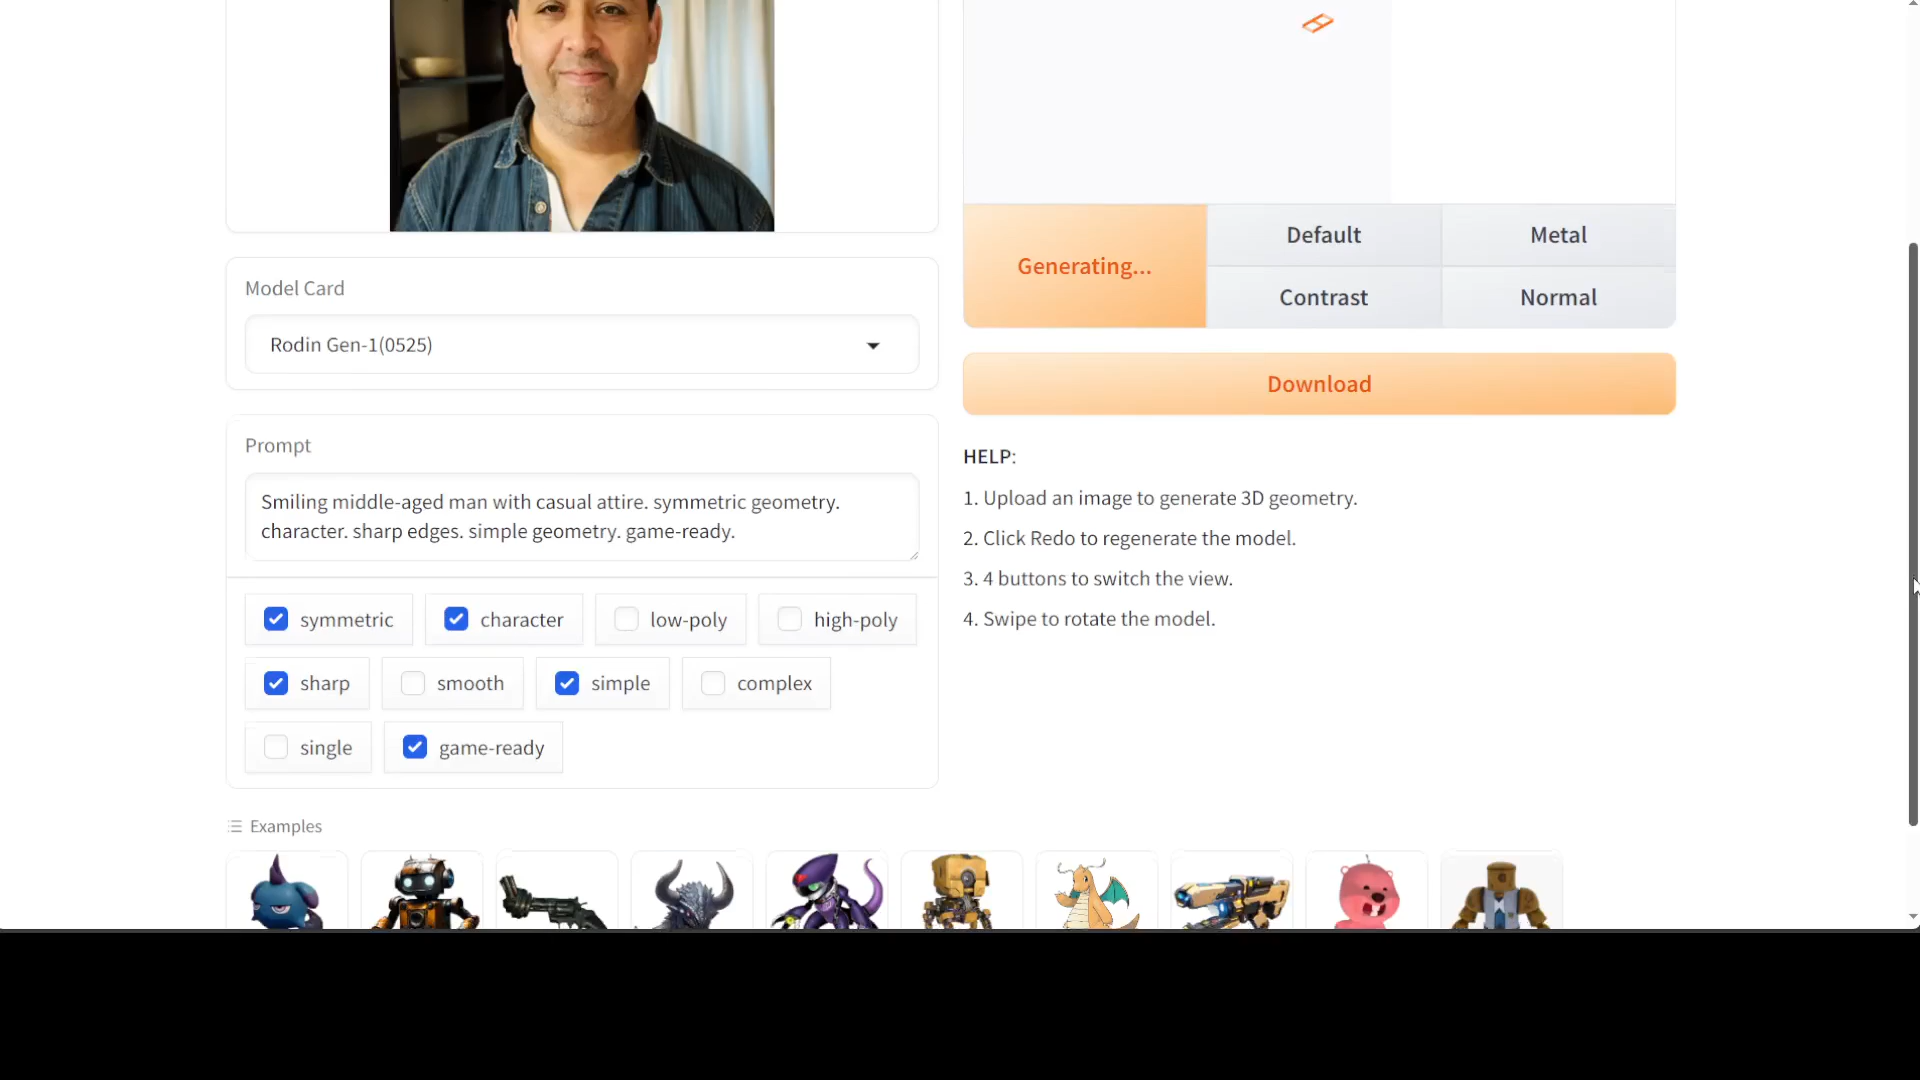 Model Card
Rodin Gen-1(0525)
Prompt
Smiling middle-aged man with casual attire. symmetric geometry.
character. sharp edges. simple geometry. game-ready.
symmetric
character
low-poly
high-poly
sharp
smooth
simple
complex
single
game-ready
Examples
Generating...
Default
Metal
Contrast
Normal
Download
HELP:
1. Upload an image to generate 3D geometry.
2. Click Redo to regenerate the model.
3. 4 buttons to switch the view.
4. Swipe to rotate the model.